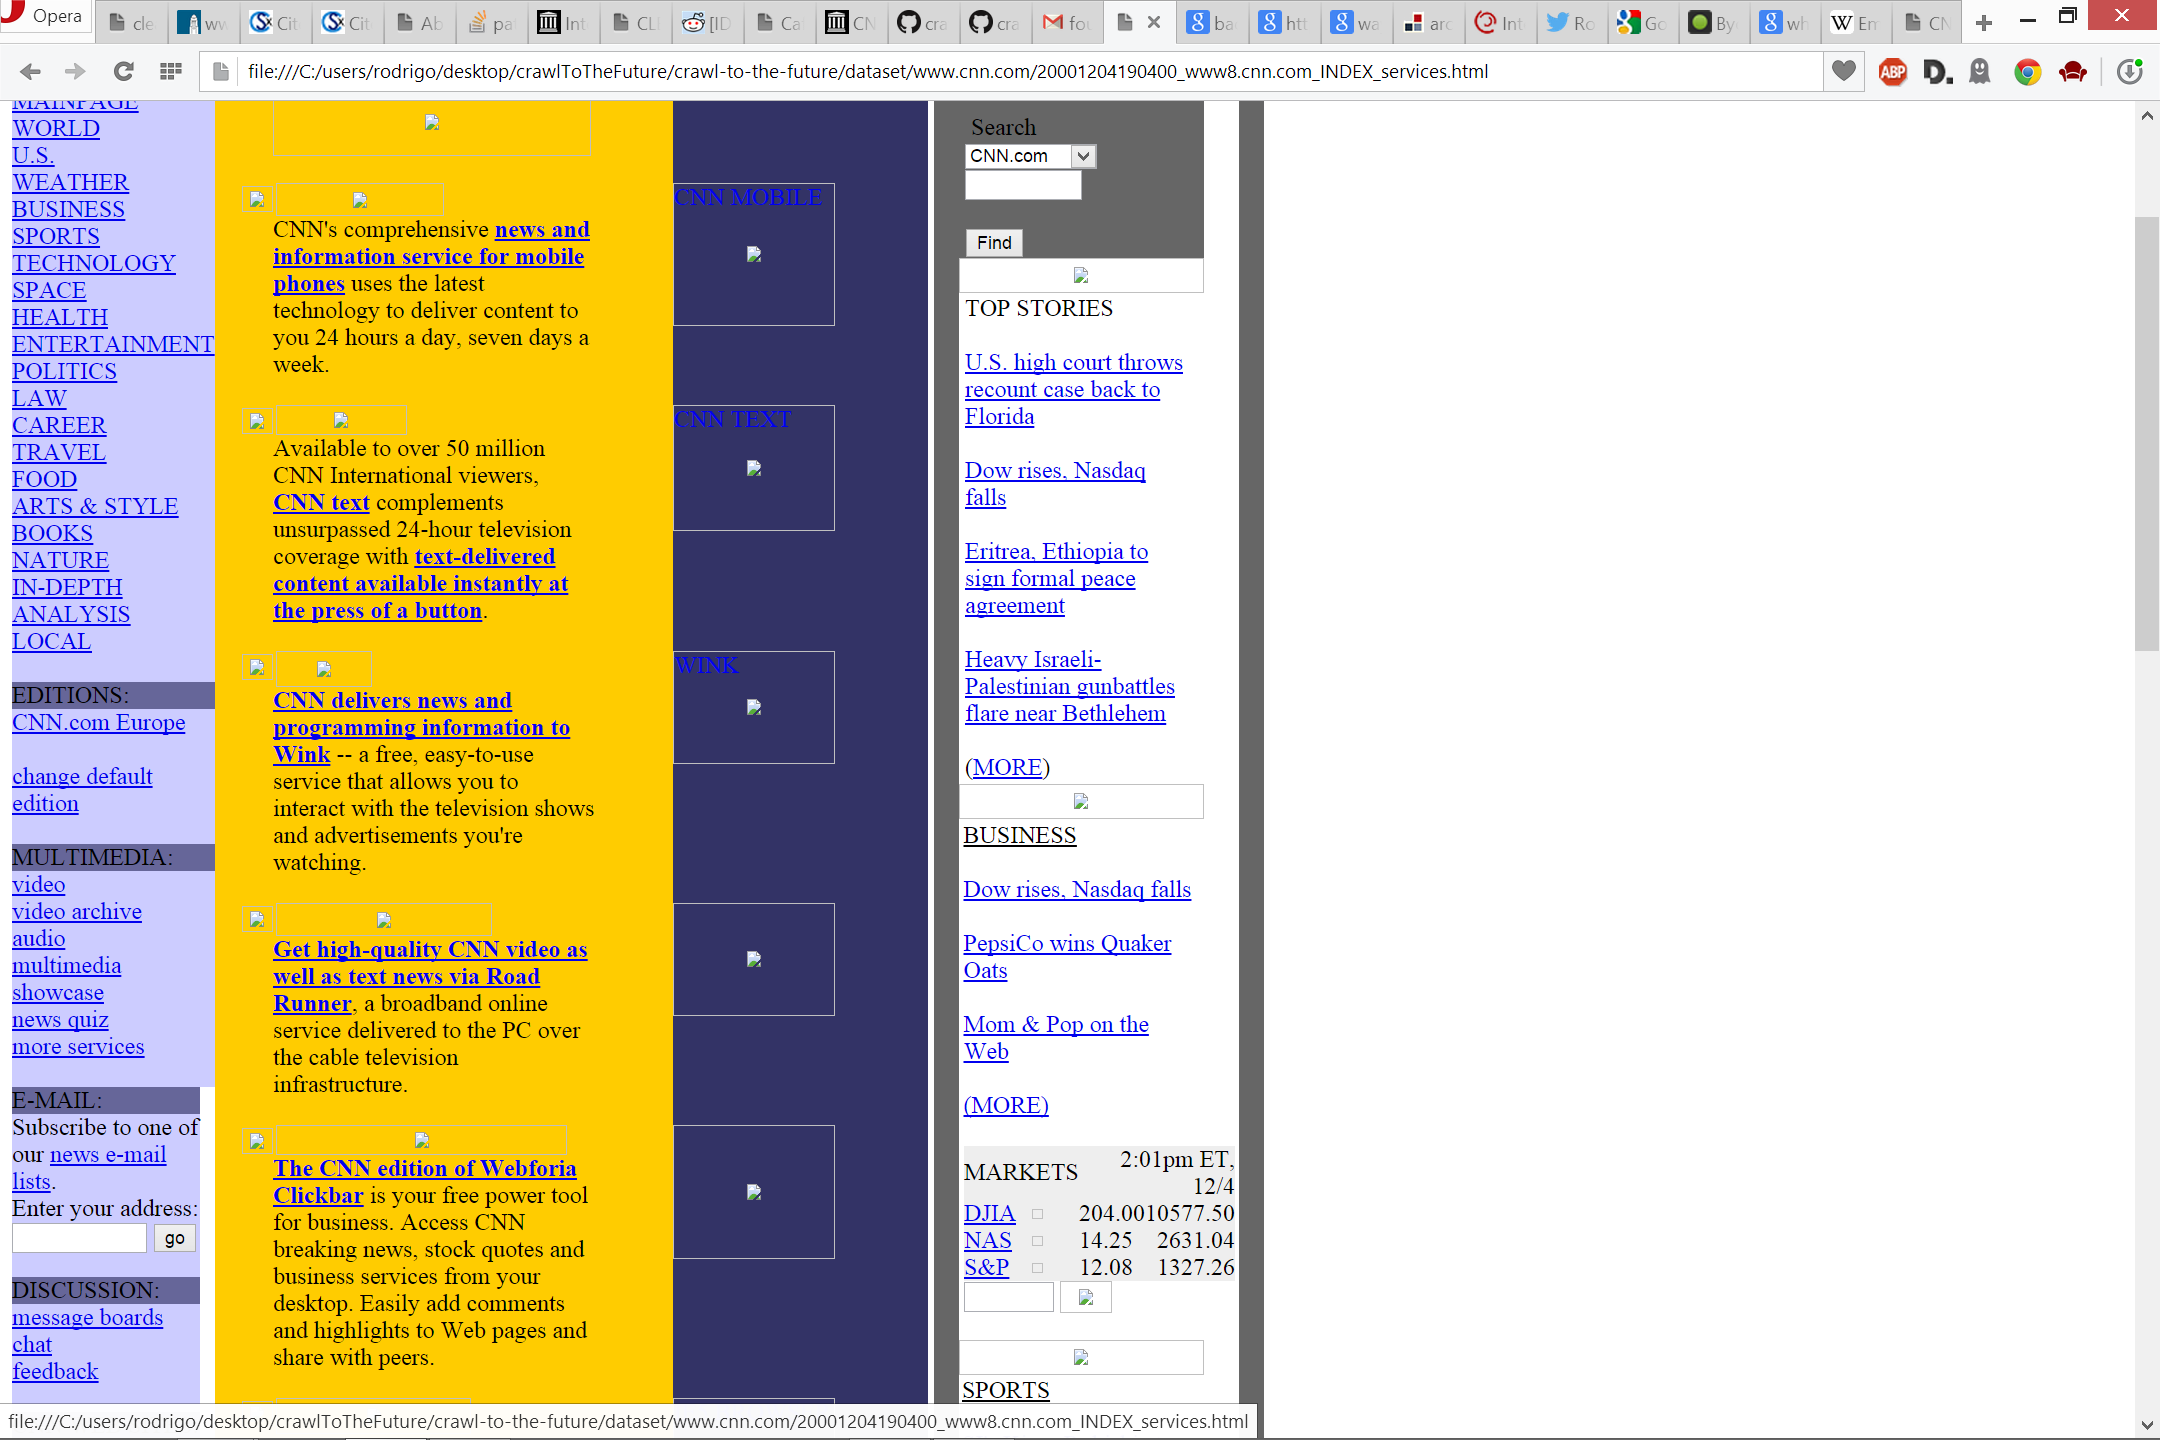 Opera
cle
ww
Cit
Cit
Ab
pa
Int
CLI
[ID
Ca
CN
cra
cra
fou
ba
htt
wa
arc
Int
Ro
Go
By
wh
En
CN
file:///C:/users/rodrigo/desktop/crawlToTheFuture/crawl-to-the-future/dataset/www.cnn.com/20001204190400_www8.cnn.com_INDEX_services.html
ABP
MAINPAGE
WORLD
U.S.
WEATHER
BUSINESS
SPORTS
TECHNOLOGY
SPACE
HEALTH
ENTERTAINMENT
POLITICS
LAW
CAREER
TRAVEL
FOOD
ARTS & STYLE
BOOKS
NATURE
IN-DEPTH
ANALYSIS
LOCAL
EDITIONS:
CNN.com Europe
change default
edition
MULTIMEDIA:
video
video archive
audio
multimedia
showcase
news quiz
more services
E-MAIL:
Subscribe to one of
our news e-mail
lists.
Enter your address:
go
DISCUSSION:
message boards
chat
feedback
CNN's comprehensive news and
information service for mobile
phones uses the latest
technology to deliver content to
you 24 hours a day, seven days a
week.
Available to over 50 million
CNN International viewers,
CNN text complements
unsurpassed 24-hour television
coverage with text-delivered
content available instantly at
the press of a button.
CNN delivers news and
programming information to
Wink -- a free, easy-to-use
service that allows you to
interact with the television shows
and advertisements you're
watching.
Get high-quality CNN video as
well as text news via Road
Runner, a broadband online
service delivered to the PC over
the cable television
infrastructure.
The CNN edition of Webforia
Clickbar is your free power tool
for business. Access CNN
breaking news, stock quotes and
business services from your
desktop. Easily add comments
and highlights to Web pages and
share with peers.
CNN MOBILE
CNN TEXT
WINK
Search
CNN.com
Find
TOP STORIES
U.S. high court throws
recount case back to
Florida
Dow rises, Nasdaq
falls
Eritrea, Ethiopia to
sign formal peace
agreement
Heavy Israeli-
Palestinian gunbattles
flare near Bethlehem
(MORE)
BUSINESS
Dow rises, Nasdaq falls
PepsiCo wins Quaker
Oats
Mom & Pop on the
Web
(MORE)
MARKETS 2:01pm ET,
12/4
DJIA 204.00 10577.50
NAS 14.25 2631.04
S&P 12.08 1327.26
SPORTS
file:///C:/users/rodrigo/desktop/crawlToTheFuture/crawl-to-the-future/dataset/www.cnn.com/20001204190400_www8.cnn.com_INDEX_services.html